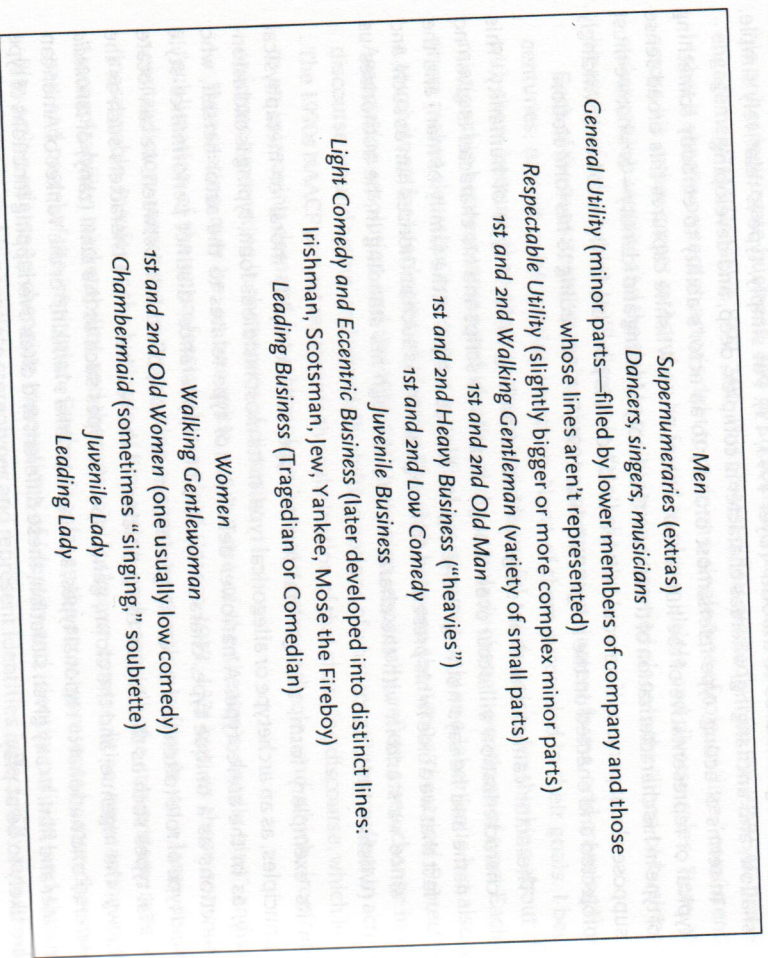 Men
Supernumeraries (extras)
Dancers, singers, musicians
General Utility (minor parts—filled by lower members of company and those
whose lines aren't represented)
Respectable Utility (slightly bigger or more complex minor parts)
1st and 2nd Walking Gentleman (variety of small parts)
1st and 2nd Old Man
1st and 2nd Heavy Business ("heavies")
1st and 2nd Low Comedy
Juvenile Business
Light Comedy and Eccentric Business (later developed into distinct lines:
Irishman, Scotsman, Jew, Yankee, Mose the Fireboy)
Leading Business (Tragedian or Comedian)
Women
Walking Gentlewoman
1st and 2nd Old Women (one usually low comedy)
Chambermaid (sometimes "singing," soubrette)
Juvenile Lady
Leading Lady